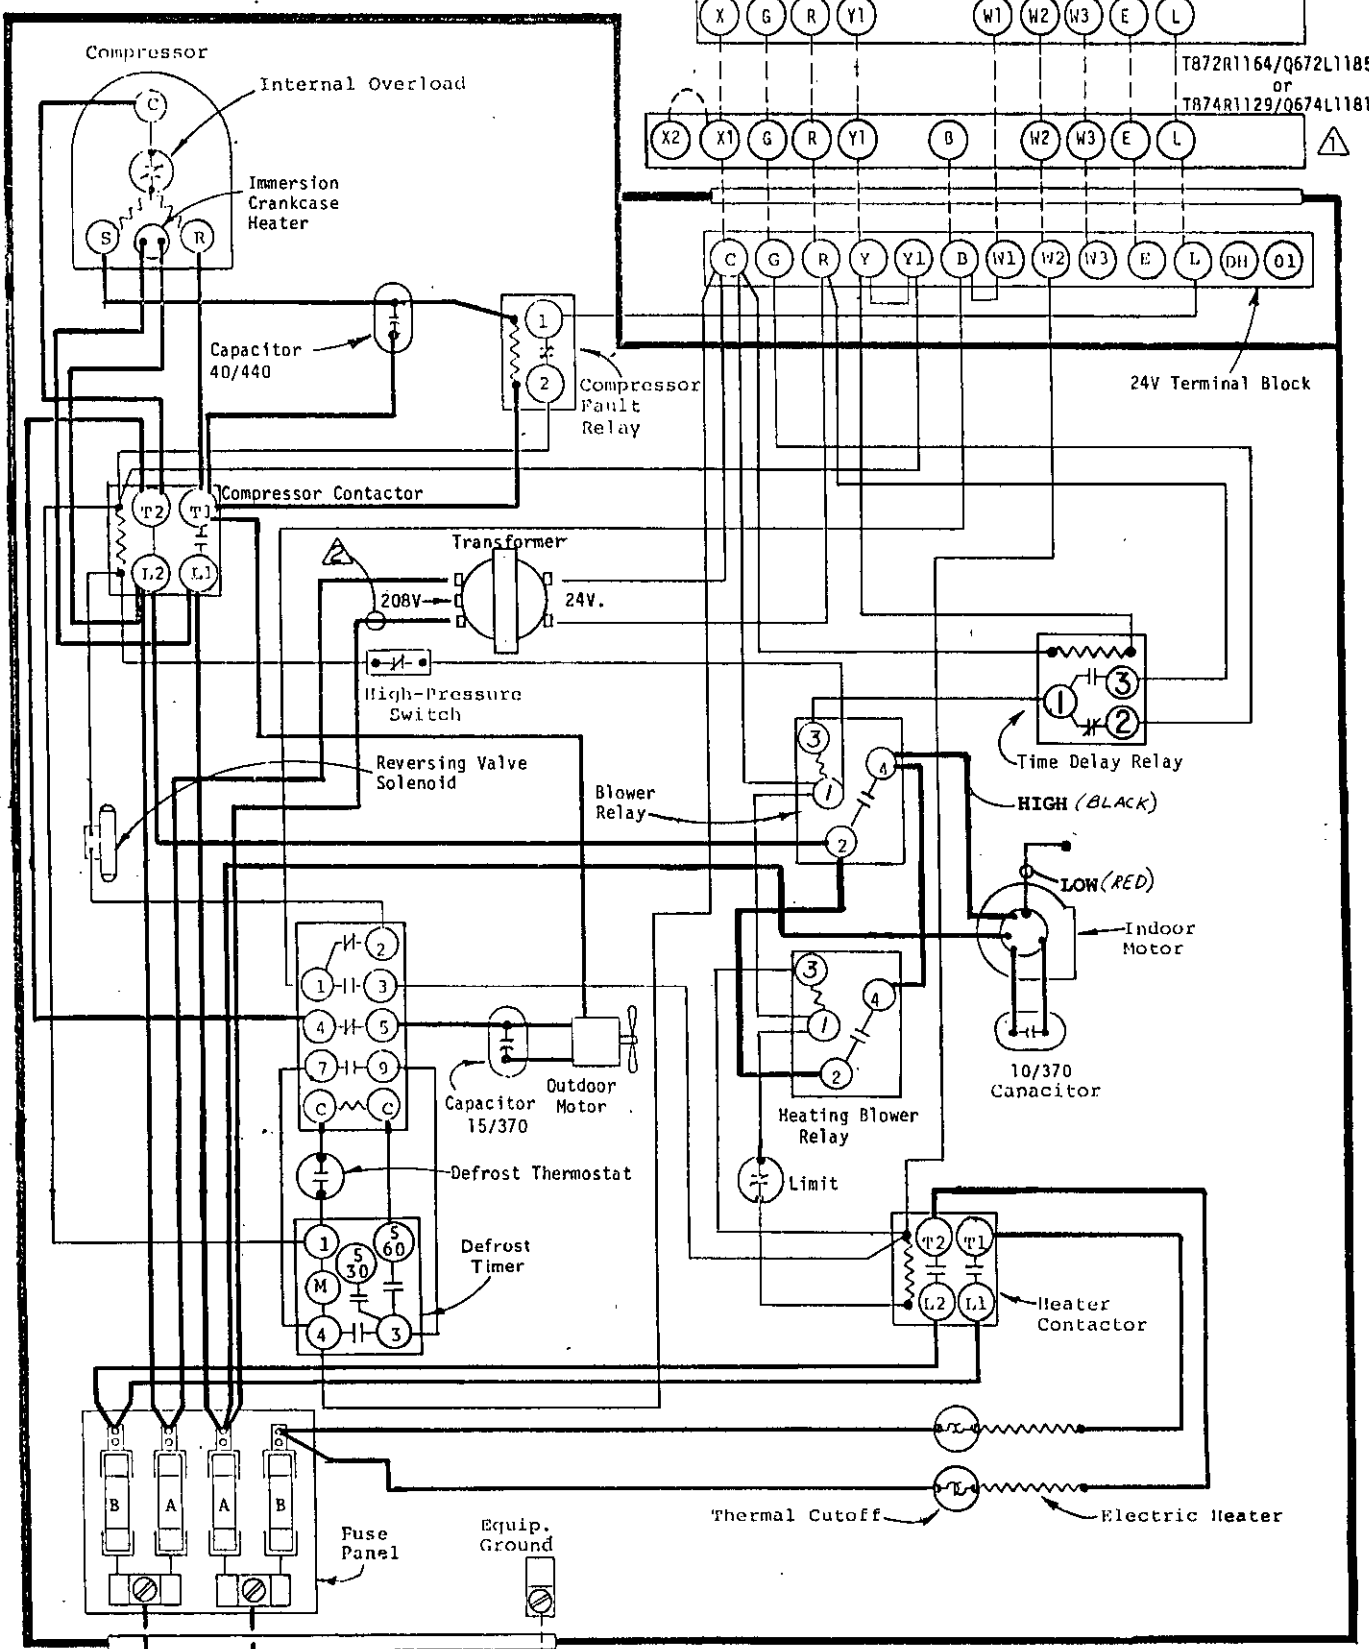 X G R Y1 W1 W2 W3 E L
T872R1164/Q672L1185
or
T874R1129/Q674L1181
X2 X1 G R Y1 B W2 W3 E L
1
C G R Y Y1 B W1 W2 W3 E L DH O1
24V Terminal Block
Compressor
Internal Overload
C
Immersion
Crankcase
Heater
S R
Capacitor
40/440
1
2
Compressor
Fault
Relay
Compressor Contactor
T2 T1
L2 L1
2
Transformer
208V
24V.
High-Pressure
Switch
Reversing Valve
Solenoid
Blower
Relay
3
4
1
2
1
3
2
Time Delay Relay
HIGH (BLACK)
LOW (RED)
Indoor
Motor
10/370
Capacitor
3
4
1
2
Heating Blower
Relay
Limit
2
1 3
4 5
7 9
C C
Capacitor
15/370
Outdoor
Motor
Defrost Thermostat
Defrost
Timer
1
S
30
S
60
M
4 3
T2 T1
L2 L1
Heater
Contactor
B A A B
Fuse
Panel
Equip.
Ground
Thermal Cutoff
Electric Heater